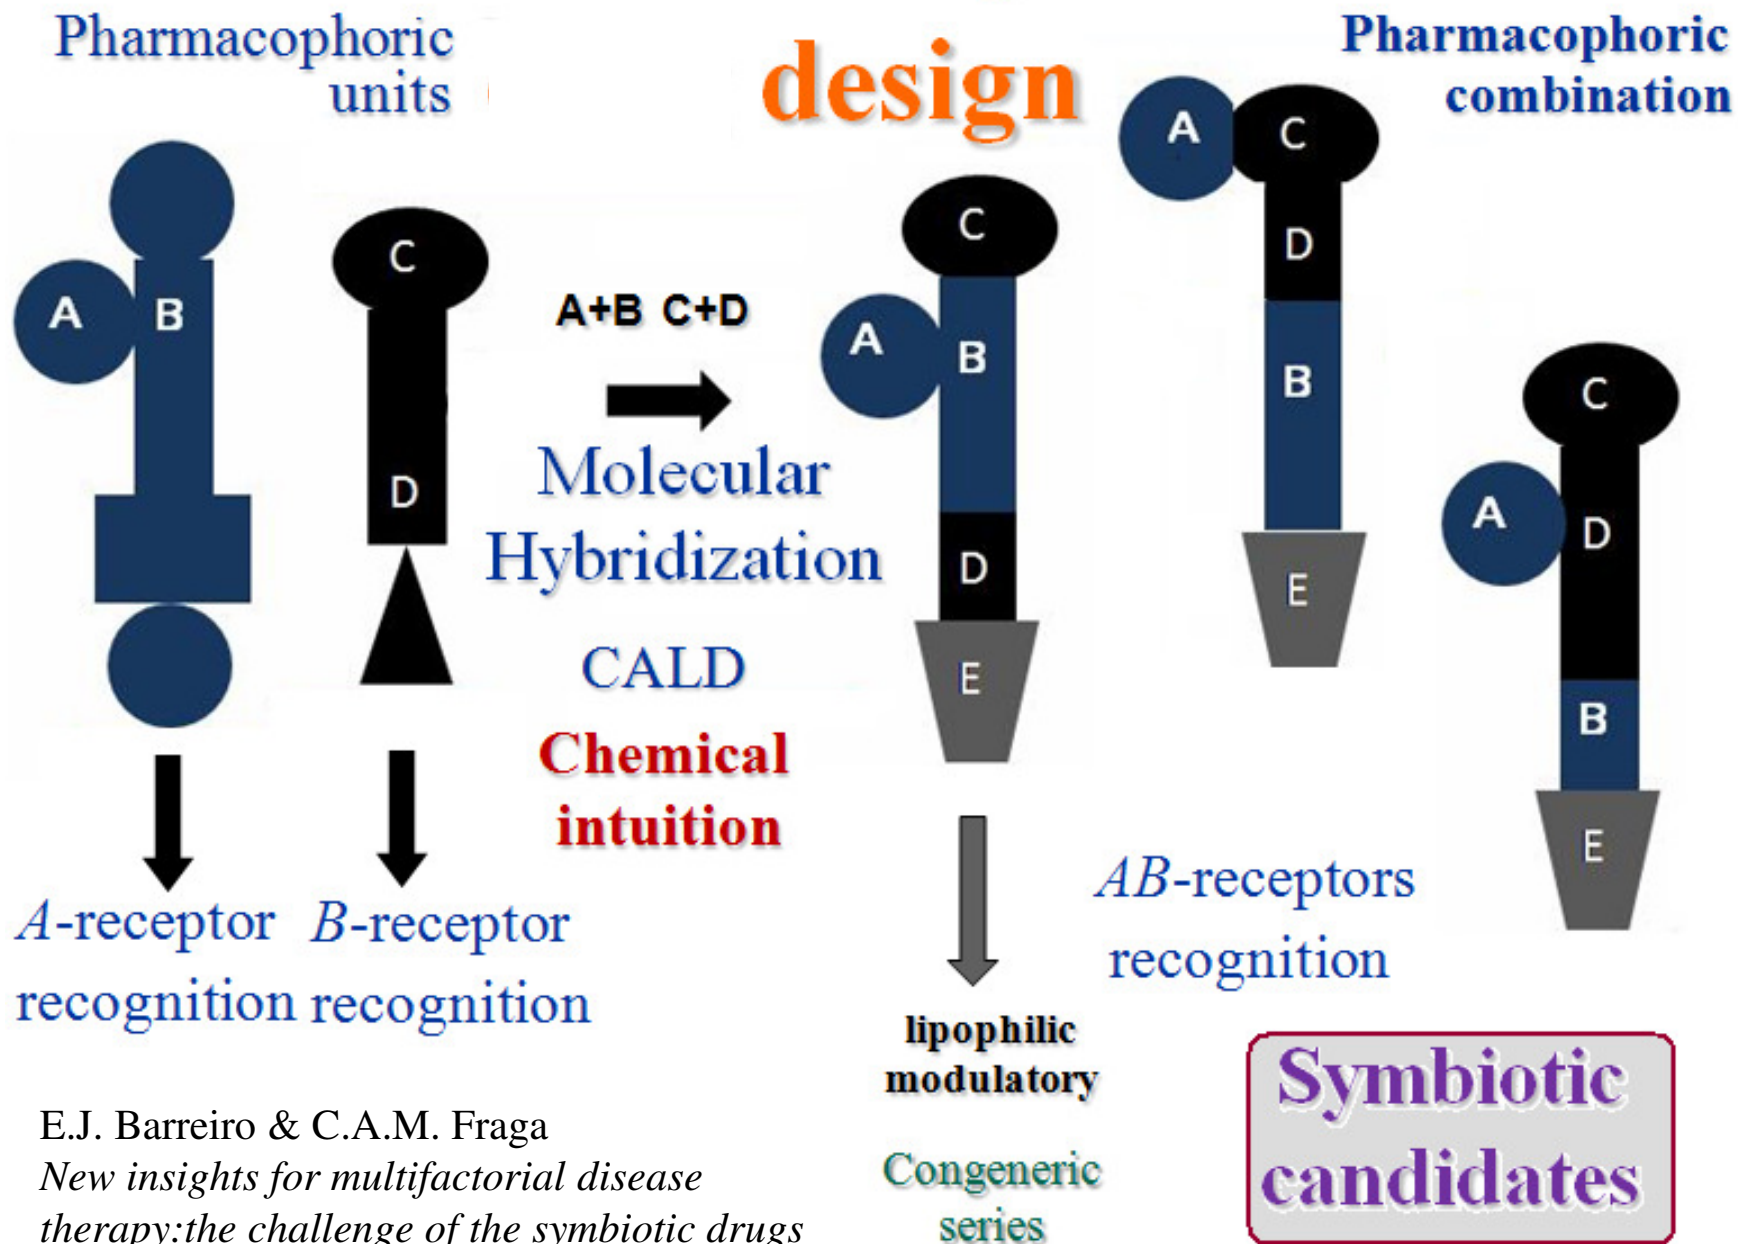 Pharmacophoric
units
design
Pharmacophoric
combination
A
B
C
D
A+B C+D
Molecular
Hybridization
CALD
Chemical
intuition
C
A
B
D
E
A
C
D
B
E
C
A
D
B
E
A-receptor
recognition
B-receptor
recognition
AB-receptors
recognition
lipophilic
modulatory
Congeneric
series
Symbiotic
candidates
E.J. Barreiro & C.A.M. Fraga
New insights for multifactorial disease
therapy:the challenge of the symbiotic drugs